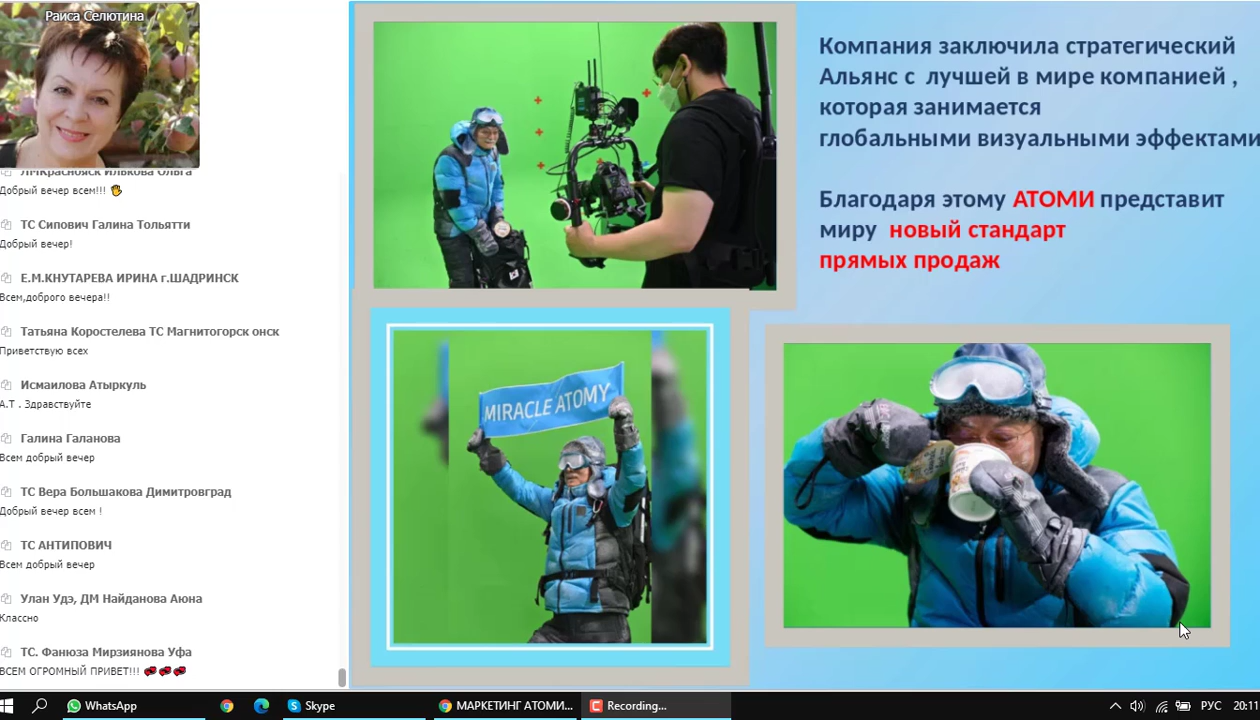 Раиса Селютина
ЛМКраснояск Илькова Ольга
Добрый вечер всем!!!
ТС Сипович Галина Тольятти
Добрый вечер!
Е.М.КНУТАРЕВА ИРИНА г.ШАДРИНСК
Всем,доброго вечера!!
Татьяна Коростелева ТС Магнитогорск онск
Приветствую всех
Исмаилова Атыркуль
А.Т . Здравствуйте
Галина Галанова
Всем добрый вечер
ТС Вера Большакова Димитровград
Добрый вечер всем !
ТС АНТИПОВИЧ
Всем добрый вечер
Улан Удэ, ДМ Найданова Аюна
Классно
ТС. Фанюза Мирзиянова Уфа
ВСЕМ ОГРОМНЫЙ ПРИВЕТ!!!
Компания заключила стратегический
Альянс с лучшей в мире компанией ,
которая занимается
глобальными визуальными эффектами
Благодаря этому АТОМИ представит
миру новый стандарт
прямых продаж
MIRACLE ATOMY
WhatsApp
Skype
МАРКЕТИНГ АТОМИ...
Recording...
РУС
20:11